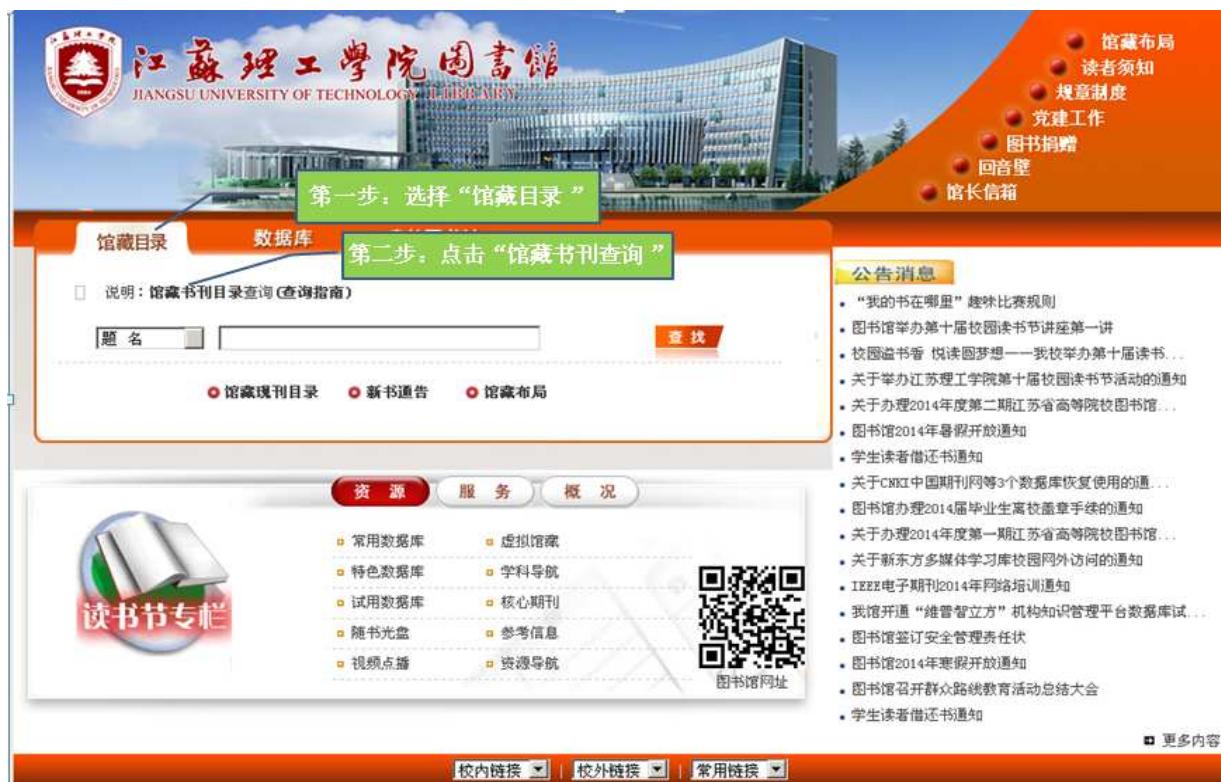 江蘇理工學院圖書館
JIANGSU UNIVERSITY OF TECHNOLOGY LIBRARY
馆藏布局
读者须知
规章制度
党建工作
图书捐赠
回音壁
馆长信箱
第一步：选择“馆藏目录 ”
馆藏目录
数据库
第二步：点击“馆藏书刊查询 ”
说明：馆藏书刊目录查询(查询指南)
题 名
查 找
馆藏现刊目录
新书通告
馆藏布局
资 源
服 务
概 况
常用数据库
虚拟馆藏
特色数据库
学科导航
试用数据库
核心期刊
随书光盘
参考信息
视频点播
资源导航
读书节专栏
图书馆网址
公告消息
“我的书在哪里”趣味比赛规则
图书馆举办第十届校园读书节讲座第一讲
校园溢书香 悦读圆梦想——我校举办第十届读书...
关于举办江苏理工学院第十届校园读书节活动的通知
关于办理2014年度第二期江苏省高等院校图书馆...
图书馆2014年暑假开放通知
学生读者借还书通知
关于CNKI中国期刊网等3个数据库恢复使用的通...
图书馆办理2014届毕业生离校盖章手续的通知
关于办理2014年度第一期江苏省高等院校图书馆...
关于新东方多媒体学习库校园网外访问的通知
IEEE电子期刊2014年网络培训通知
我馆开通“维普智立方”机构知识管理平台数据库试...
图书馆签订安全管理责任状
图书馆2014年寒假开放通知
图书馆召开群众路线教育活动总结大会
学生读者借还书通知
更多内容
校内链接
校外链接
常用链接